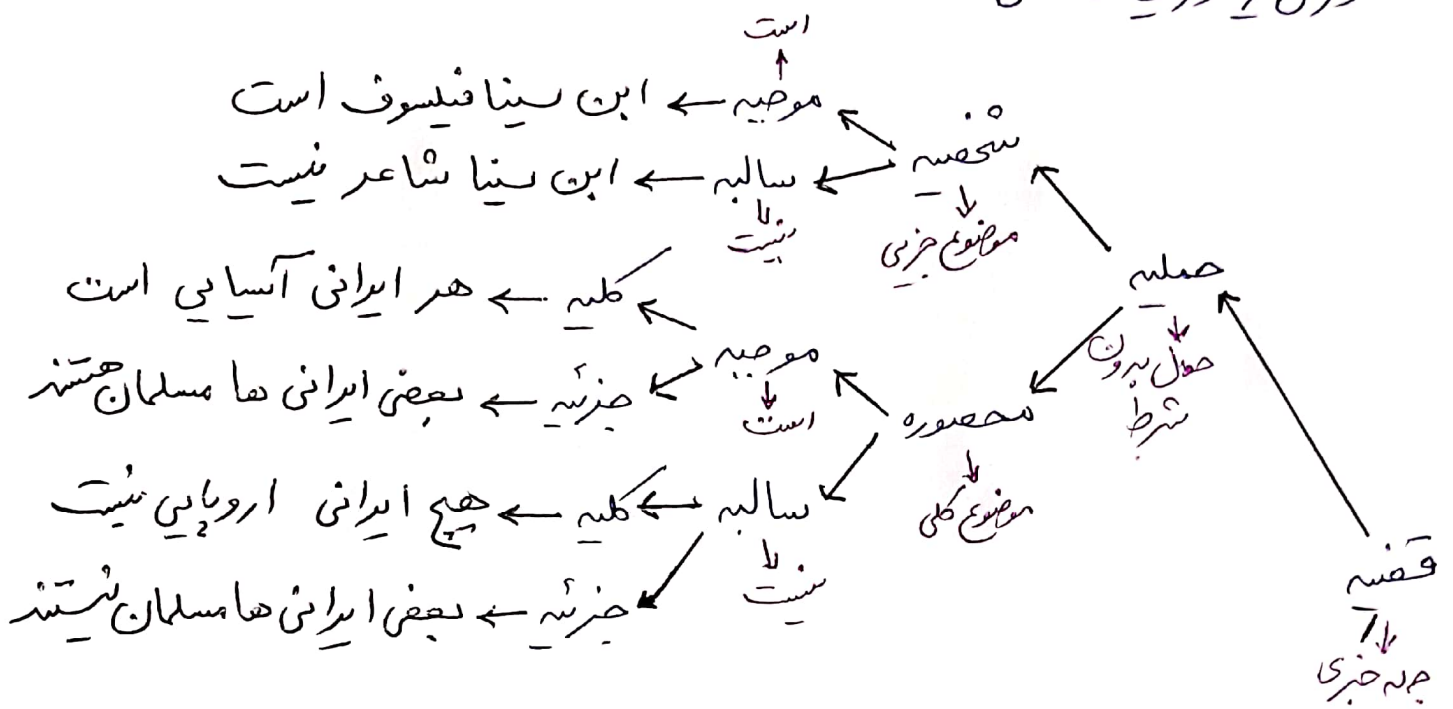 است
موجبه ← ابن سینا فیلسوف است
شخصیه
سالبه ← ابن سینا شاعر نیست
نیست
موضوع جزیی
حملیه
کلیه ← هر ایرانی آسیایی است
موجبه
حمل بدون شرط
جزئیه ← بعضی ایرانی ها مسلمان هستند
است
محصوره
سالبه ← کلیه ← هیچ ایرانی اروپایی نیست
موضوع کلی
نیست
قضیه
جزئیه ← بعضی ایرانی ها مسلمان نیستند
جمله خبری